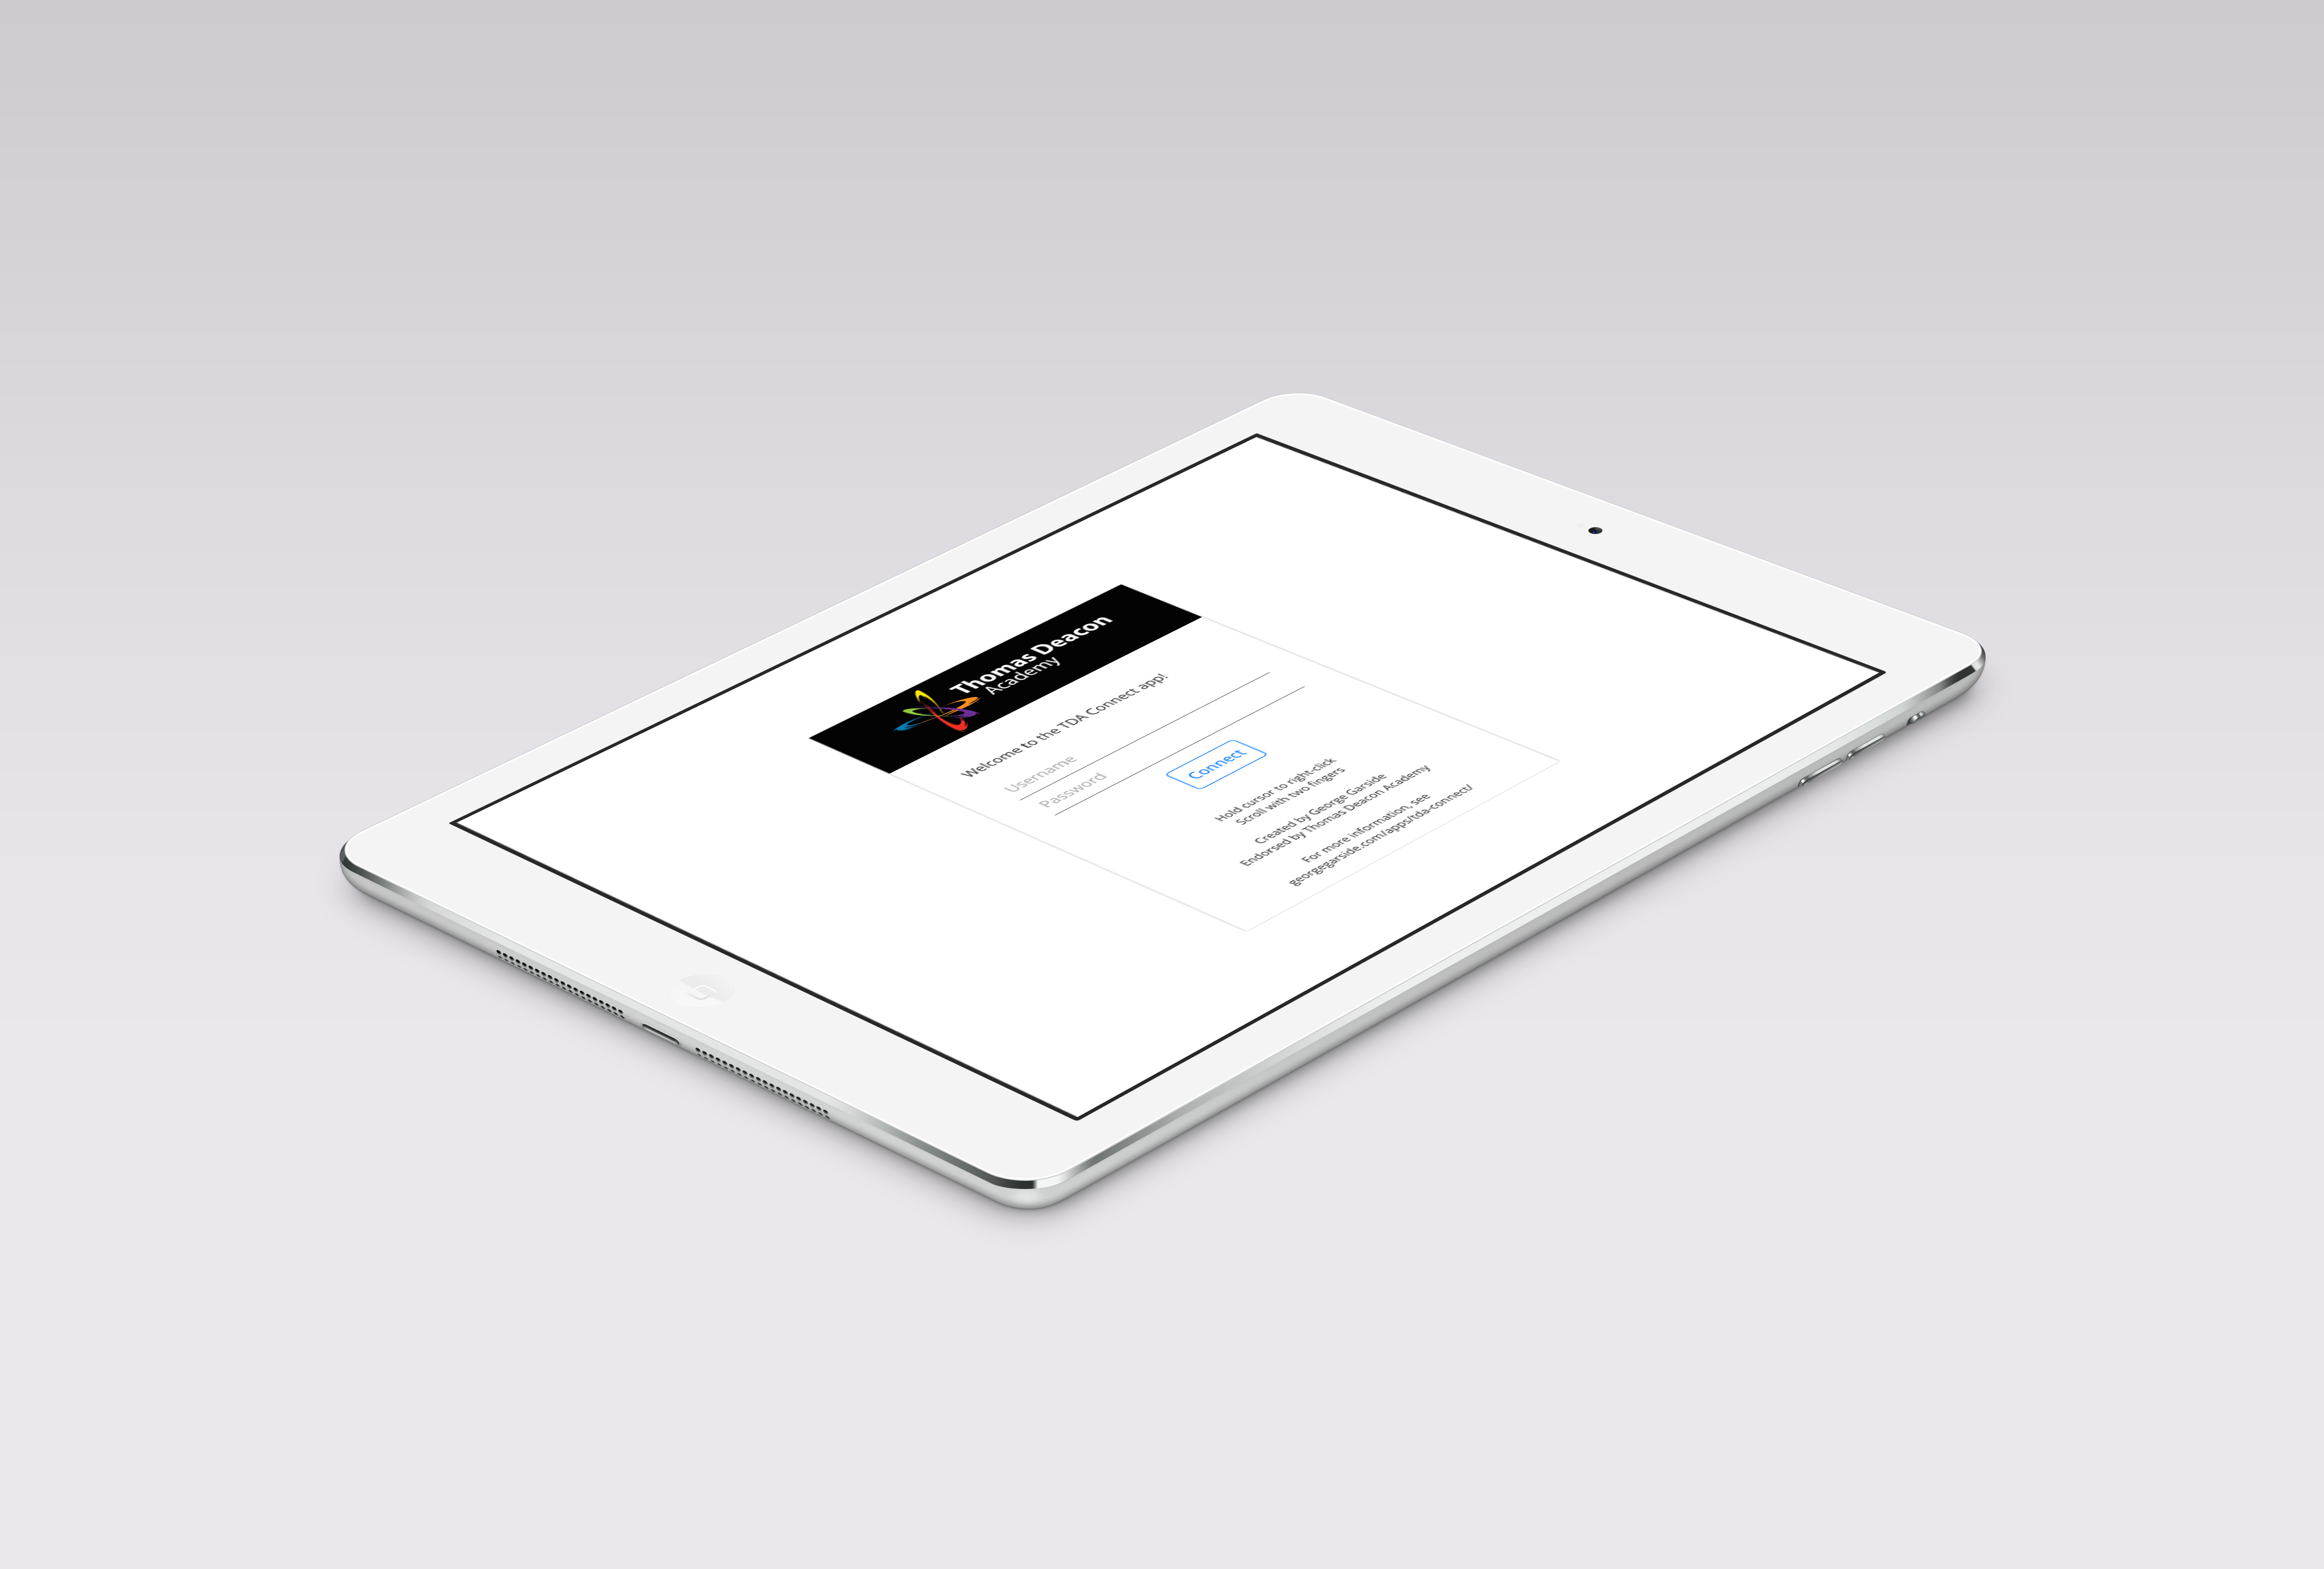 Thomas Deacon
Academy
Welcome to the TDA Connect app!
Username
Password
Connect
Hold cursor to right-click
Scroll with two fingers
Created by George Garside
Endorsed by Thomas Deacon Academy
For more information, see
georgegarside.com/apps/tda-connect/